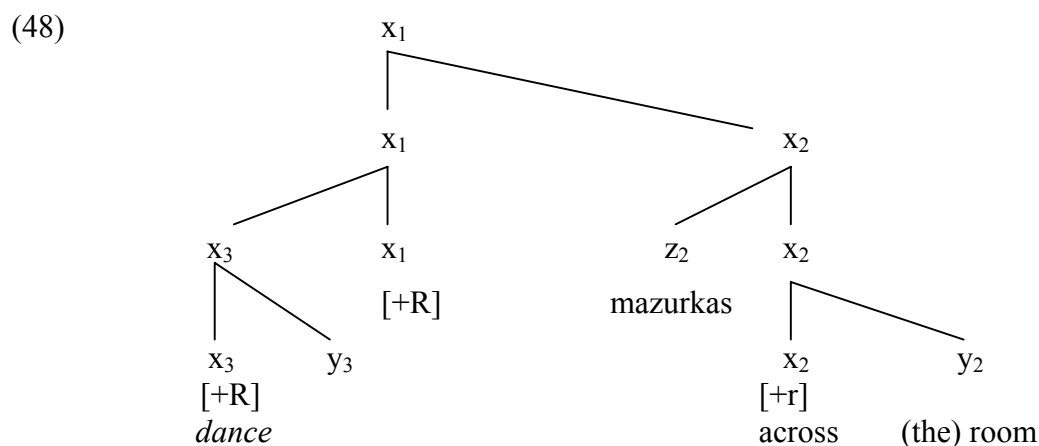 (48) x₁
x₁ x₂
x₃ x₁ z₂ x₂
[+R] mazurkas
x₃ y₃ x₂ y₂
[+R] [+r]
dance across (the) room